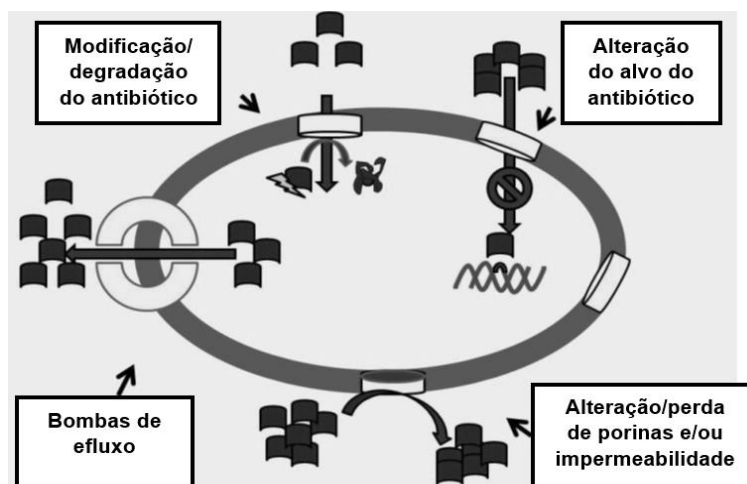 Modificação/
degradação
do antibiótico
Alteração
do alvo do
antibiótico
Bombas de
efluxo
Alteração/perda
de porinas e/ou
impermeabilidade